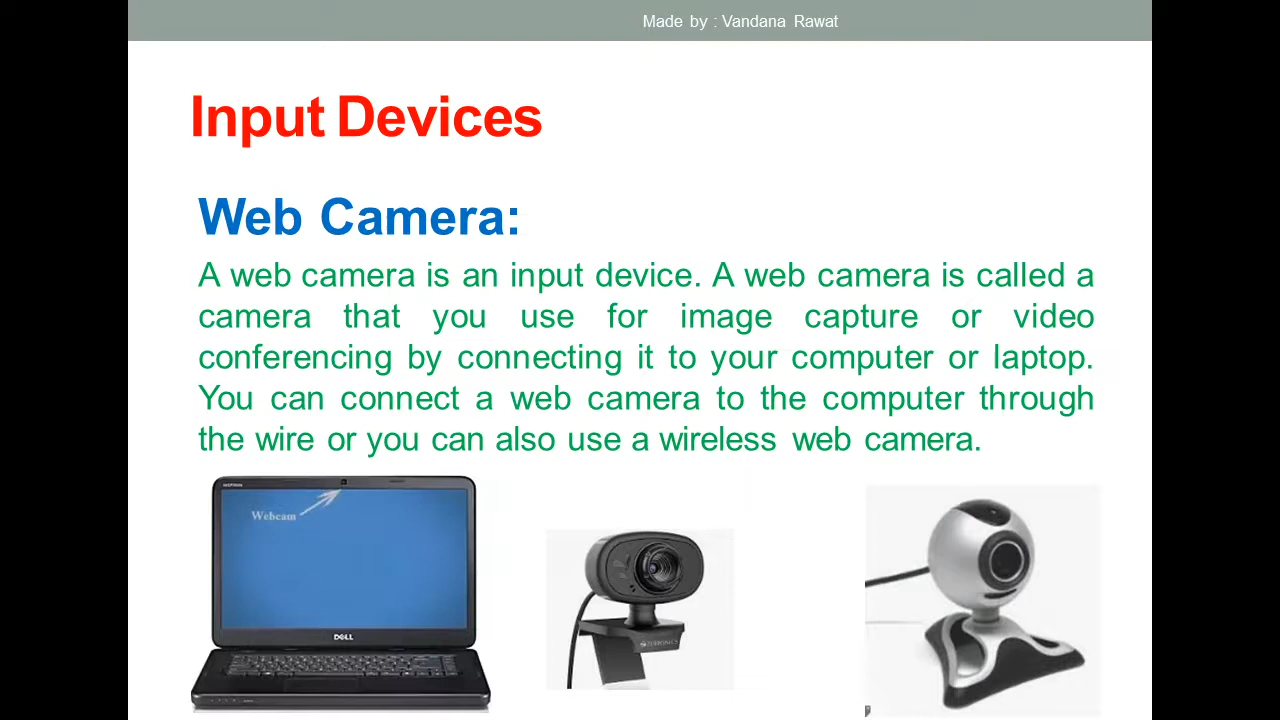 Made by : Vandana Rawat
Input Devices
Web Camera:
A web camera is an input device. A web camera is called a
camera that you use for image capture or video
conferencing by connecting it to your computer or laptop.
You can connect a web camera to the computer through
the wire or you can also use a wireless web camera.
Webcam
DELL